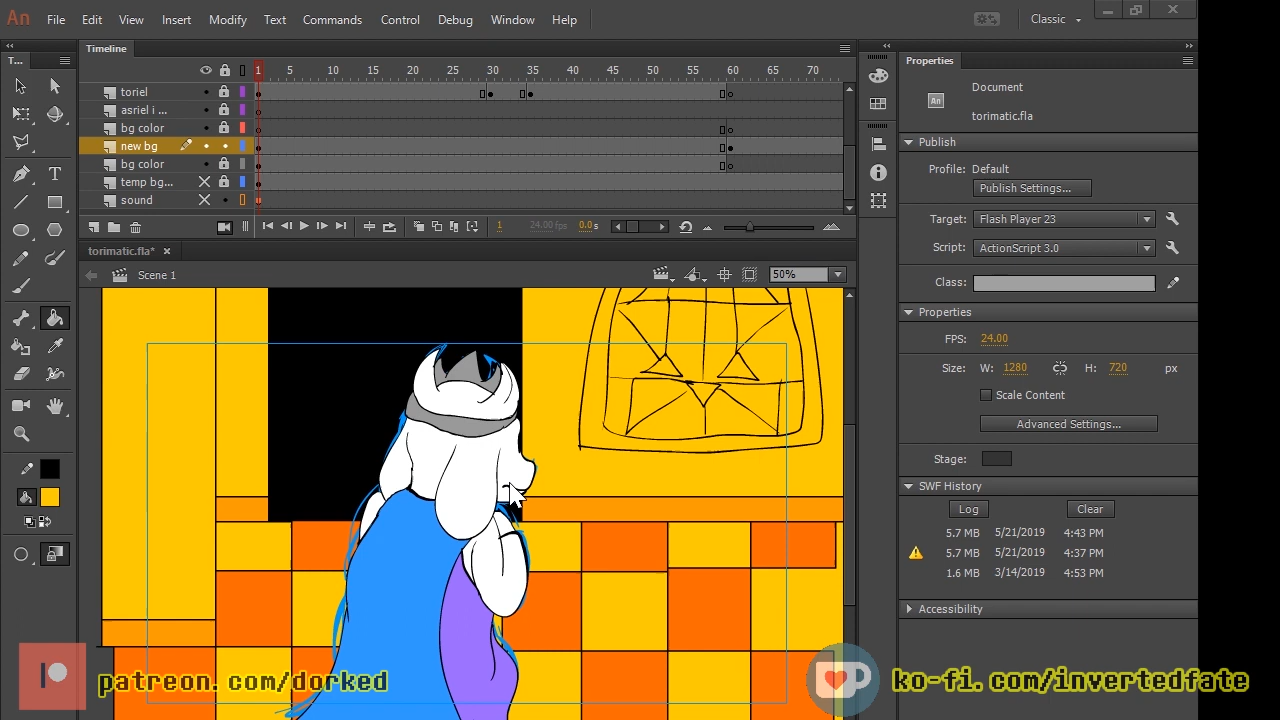 An File Edit View Insert Modify Text Commands Control Debug Window Help Classic
T... Timeline Properties
1 5 10 15 20 25 30 35 40 45 50 55 60 65 70
toriel
asriel i ...
bg color
new bg
bg color
temp bg...
sound
1 24.00 fps 0.0 s
torimatic.fla*
Scene 1 50%
An Document
torimatic.fla
Publish
Profile: Default
Publish Settings...
Target: Flash Player 23
Script: ActionScript 3.0
Class:
Properties
FPS: 24.00
Size: W: 1280 H: 720 px
Scale Content
Advanced Settings...
Stage:
SWF History
Log Clear
5.7 MB 5/21/2019 4:43 PM
5.7 MB 5/21/2019 4:37 PM
1.6 MB 3/14/2019 4:53 PM
Accessibility
patreon.com/dorked
ko-fi.com/invertedfate